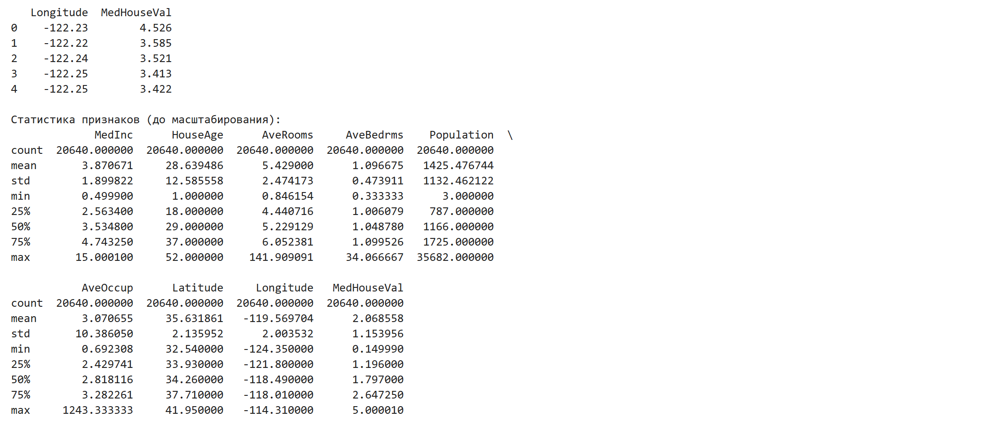 Longitude MedHouseVal
0 -122.23 4.526
1 -122.22 3.585
2 -122.24 3.521
3 -122.25 3.413
4 -122.25 3.422
Статистика признаков (до масштабирования):
MedInc HouseAge AveRooms AveBedrms Population \
count 20640.000000 20640.000000 20640.000000 20640.000000 20640.000000
mean 3.870671 28.639486 5.429000 1.096675 1425.476744
std 1.899822 12.585558 2.474173 0.473911 1132.462122
min 0.499900 1.000000 0.846154 0.333333 3.000000
25% 2.563400 18.000000 4.440716 1.006079 787.000000
50% 3.534800 29.000000 5.229129 1.048780 1166.000000
75% 4.743250 37.000000 6.052381 1.099526 1725.000000
max 15.000100 52.000000 141.909091 34.066667 35682.000000
AveOccup Latitude Longitude MedHouseVal
count 20640.000000 20640.000000 20640.000000 20640.000000
mean 3.070655 35.631861 -119.569704 2.068558
std 10.386050 2.135952 2.003532 1.153956
min 0.692308 32.540000 -124.350000 0.149990
25% 2.429741 33.930000 -121.800000 1.196000
50% 2.818116 34.260000 -118.490000 1.797000
75% 3.282261 37.710000 -118.010000 2.647250
max 1243.333333 41.950000 -114.310000 5.000010